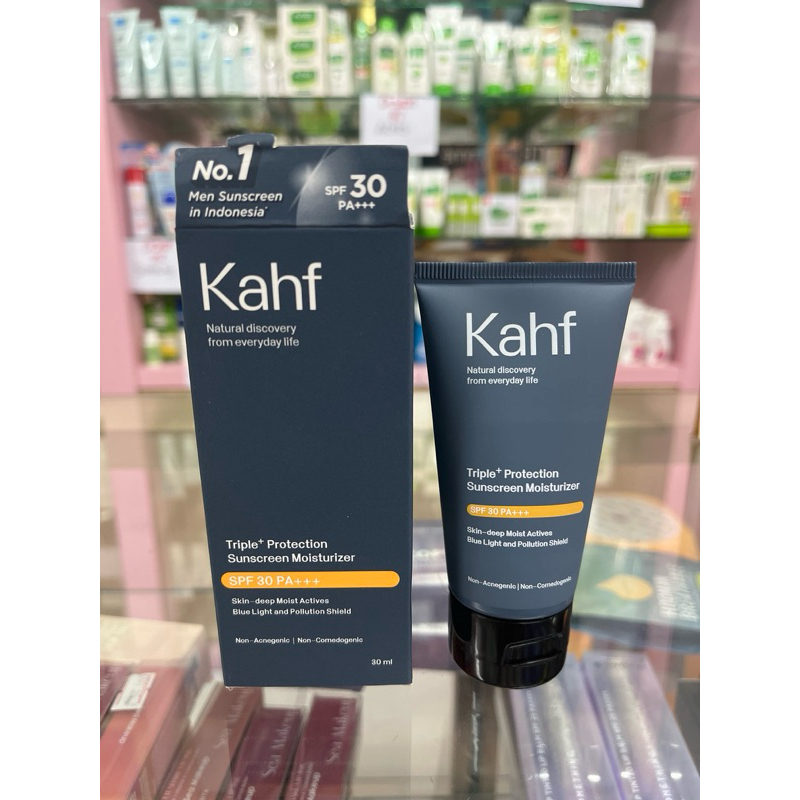 No.1
Men Sunscreen
in Indonesia*
SPF 30
PA+++
Kahf
Natural discovery
from everyday life
Triple+ Protection
Sunscreen Moisturizer
SPF 30 PA+++
Skin-deep Moist Actives
Blue Light and Pollution Shield
Non-Acnegenic | Non-Comedogenic
30 ml
Kahf
Natural discovery
from everyday life
Triple+ Protection
Sunscreen Moisturizer
SPF 30 PA+++
Skin-deep Moist Actives
Blue Light and Pollution Shield
Non-Acnegenic | Non-Comedogenic